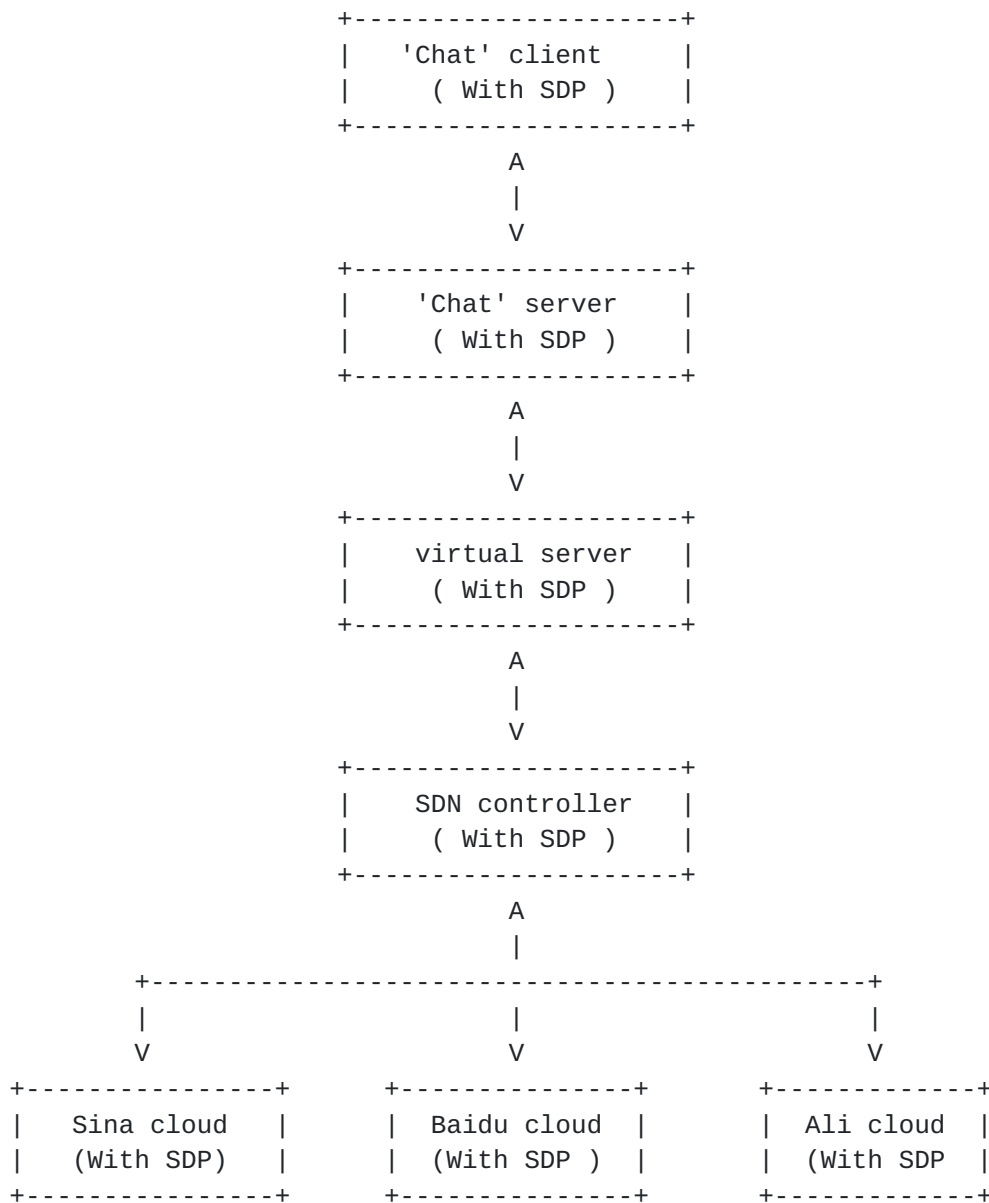 +---------------------+
|   'Chat' client     |
|     ( With SDP )    |
+---------------------+
A
|
V
+---------------------+
|    'Chat' server    |
|     ( With SDP )    |
+---------------------+
A
|
V
+---------------------+
|    virtual server   |
|     ( With SDP )    |
+---------------------+
A
|
V
+---------------------+
|    SDN controller   |
|     ( With SDP )    |
+---------------------+
A
|
+-----------------------------------------------+
|                       |                       |
V                       V                       V
+----------------+      +---------------+       +-------------+
|   Sina cloud   |      |  Baidu cloud  |       |  Ali cloud  |
|   (With SDP)   |      |  (With SDP )  |       |  (With SDP  |
+----------------+      +---------------+       +-------------+